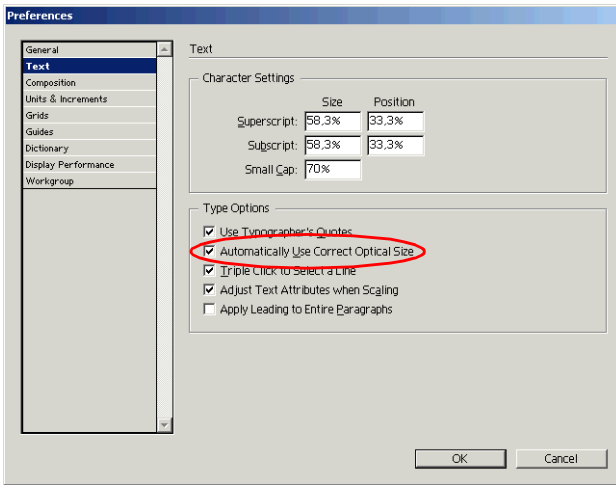 Preferences
General
Text
Composition
Units & Increments
Grids
Guides
Dictionary
Display Performance
Workgroup
Text
Character Settings
Size Position
Superscript: 58,3% 33,3%
Subscript: 58,3% 33,3%
Small Cap: 70%
Type Options
Use Typographer's Quotes
Automatically Use Correct Optical Size
Triple Click to Select a Line
Adjust Text Attributes when Scaling
Apply Leading to Entire Paragraphs
OK Cancel